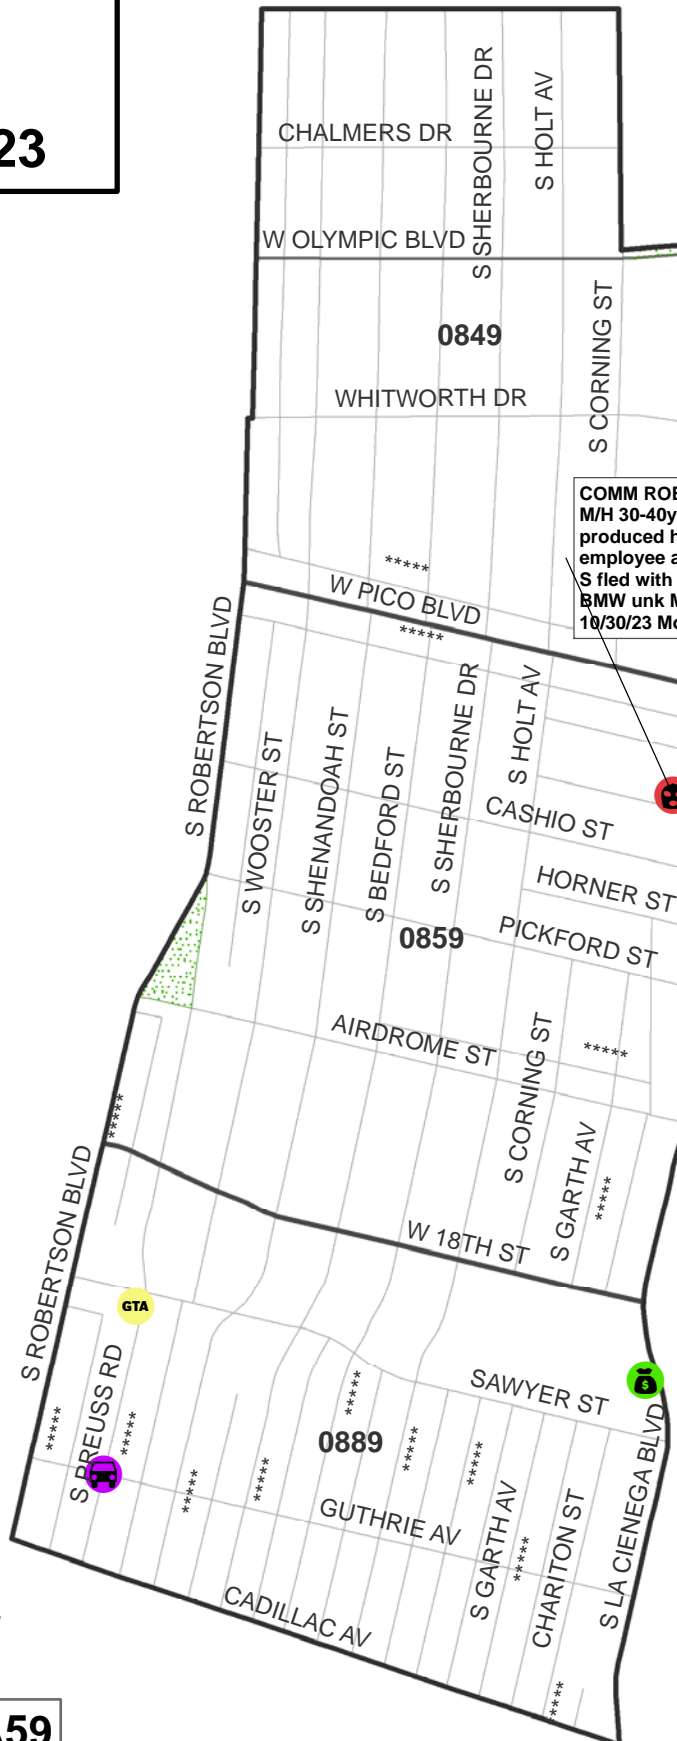 23
CHALMERS DR
S SHERBOURNE DR
S HOLT AV
W OLYMPIC BLVD
0849
S CORNING ST
WHITWORTH DR
COMM ROB
M/H 30-40y
produced h
employee a
S fled with
BMW unk M
10/30/23 Mo
*****
W PICO BLVD
*****
S ROBERTSON BLVD
S WOOSTER ST
S SHENANDOAH ST
S BEDFORD ST
S SHERBOURNE DR
S HOLT AV
CASHIO ST
HORNER ST
0859
PICKFORD ST
AIRDROME ST
S CORNING ST
*****
*****
S GARTH AV
*****
S ROBERTSON BLVD
W 18TH ST
GTA
S PREUSS RD
SAWYER ST
$
*****
*****
*****
0889
*****
*****
*****
*****
GUTHRIE AV
S GARTH AV
*****
CHARITON ST
S LA CIENEGA BLVD
CADILLAC AV
*****
A59